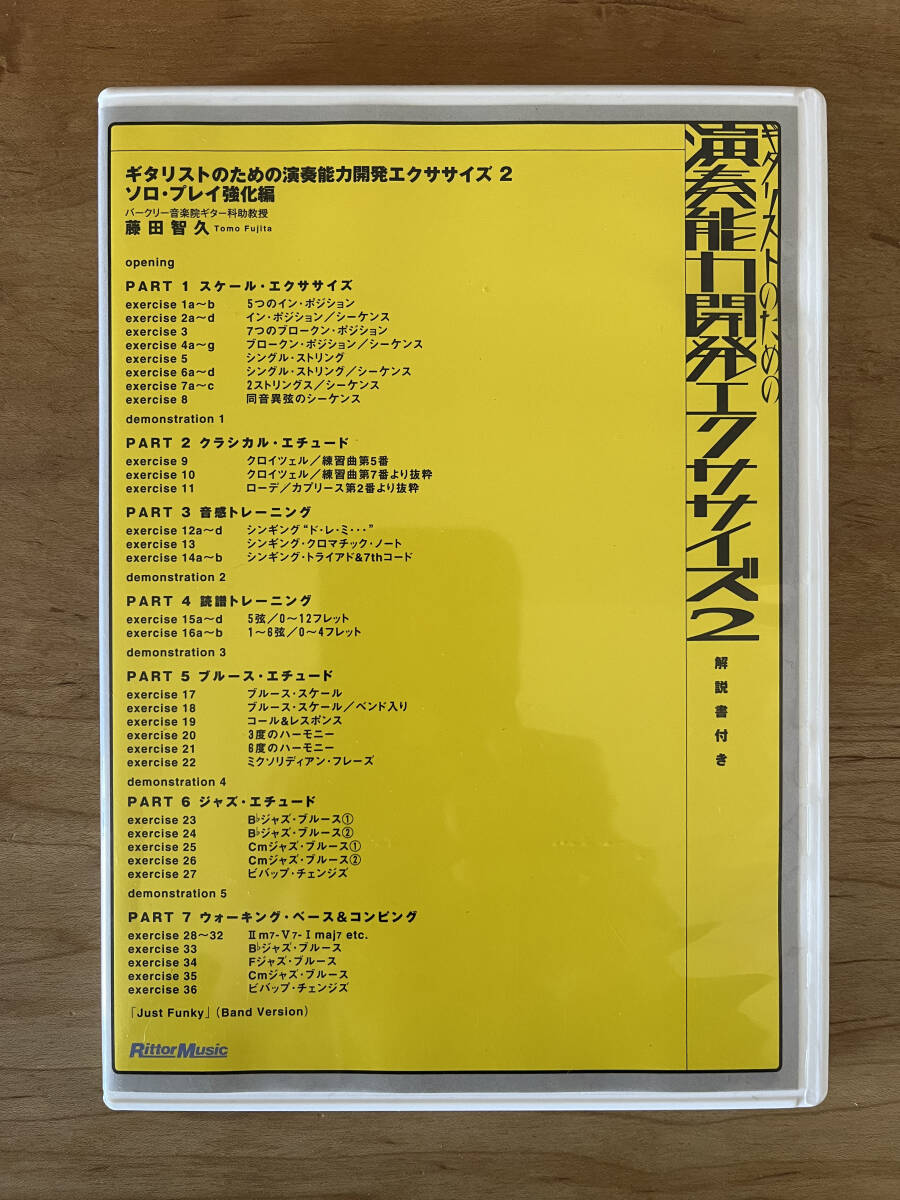 ギタリストのための演奏能力開発エクササイズ 2
ソロ・プレイ強化編
バークリー音楽院ギター科助教授
藤田智久 Tomo Fujita
opening
PART 1 スケール・エクササイズ
exercise 1a〜b 5つのイン・ポジション
exercise 2a〜d イン・ポジション／シーケンス
exercise 3 7つのブロークン・ポジション
exercise 4a〜g ブロークン・ポジション／シーケンス
exercise 5 シングル・ストリング
exercise 6a〜d シングル・ストリング／シーケンス
exercise 7a〜c 2ストリングス／シーケンス
exercise 8 同音異弦のシーケンス
demonstration 1
PART 2 クラシカル・エチュード
exercise 9 クロイツェル／練習曲第5番
exercise 10 クロイツェル／練習曲第7番より抜粋
exercise 11 ローデ／カプリース第2番より抜粋
PART 3 音感トレーニング
exercise 12a〜d シンギング“ド・レ・ミ・・・”
exercise 13 シンギング・クロマチック・ノート
exercise 14a〜b シンギング・トライアド&7thコード
demonstration 2
PART 4 読譜トレーニング
exercise 15a〜d 5弦／0〜12フレット
exercise 16a〜b 1〜6弦／0〜4フレット
demonstration 3
PART 5 ブルース・エチュード
exercise 17 ブルース・スケール
exercise 18 ブルース・スケール／ベンド入り
exercise 19 コール&レスポンス
exercise 20 3度のハーモニー
exercise 21 6度のハーモニー
exercise 22 ミクソリディアン・フレーズ
demonstration 4
PART 6 ジャズ・エチュード
exercise 23 B♭ジャズ・ブルース①
exercise 24 B♭ジャズ・ブルース②
exercise 25 Cmジャズ・ブルース①
exercise 26 Cmジャズ・ブルース②
exercise 27 ビバップ・チェンジズ
demonstration 5
PART 7 ウォーキング・ベース&コンピング
exercise 28〜32 Ⅱm7-Ⅴ7-Ⅰmaj7 etc.
exercise 33 B♭ジャズ・ブルース
exercise 34 Fジャズ・ブルース
exercise 35 Cmジャズ・ブルース
exercise 36 ビバップ・チェンジズ
「Just Funky」(Band Version)
RittorMusic
ギタリストのための
演奏能力開発エクササイズ2
解説書付き